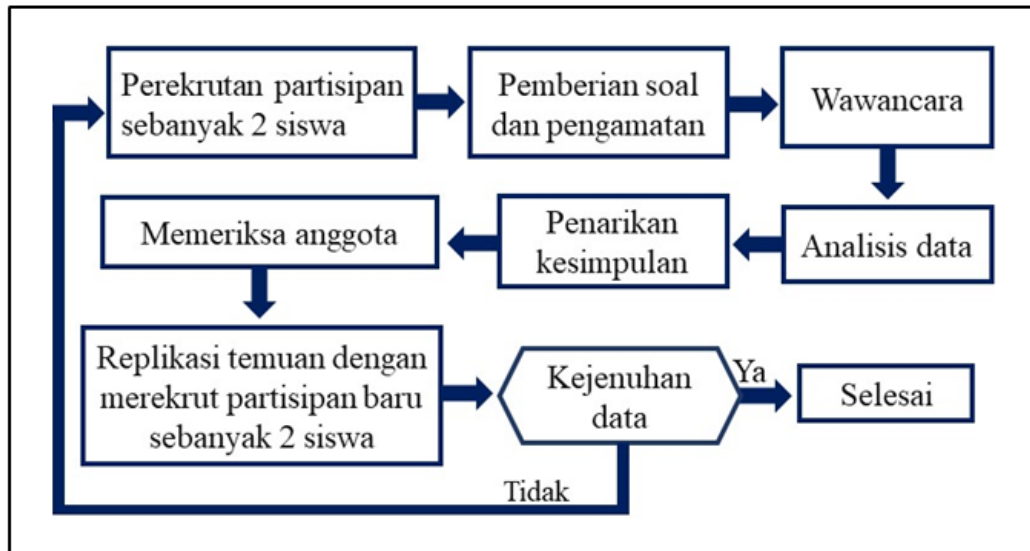 Perekrutan partisipan
sebanyak 2 siswa
Pemberian soal
dan pengamatan
Wawancara
Analisis data
Penarikan
kesimpulan
Memeriksa anggota
Replikasi temuan dengan
merekrut partisipan baru
sebanyak 2 siswa
Kejenuhan
data
Ya
Selesai
Tidak